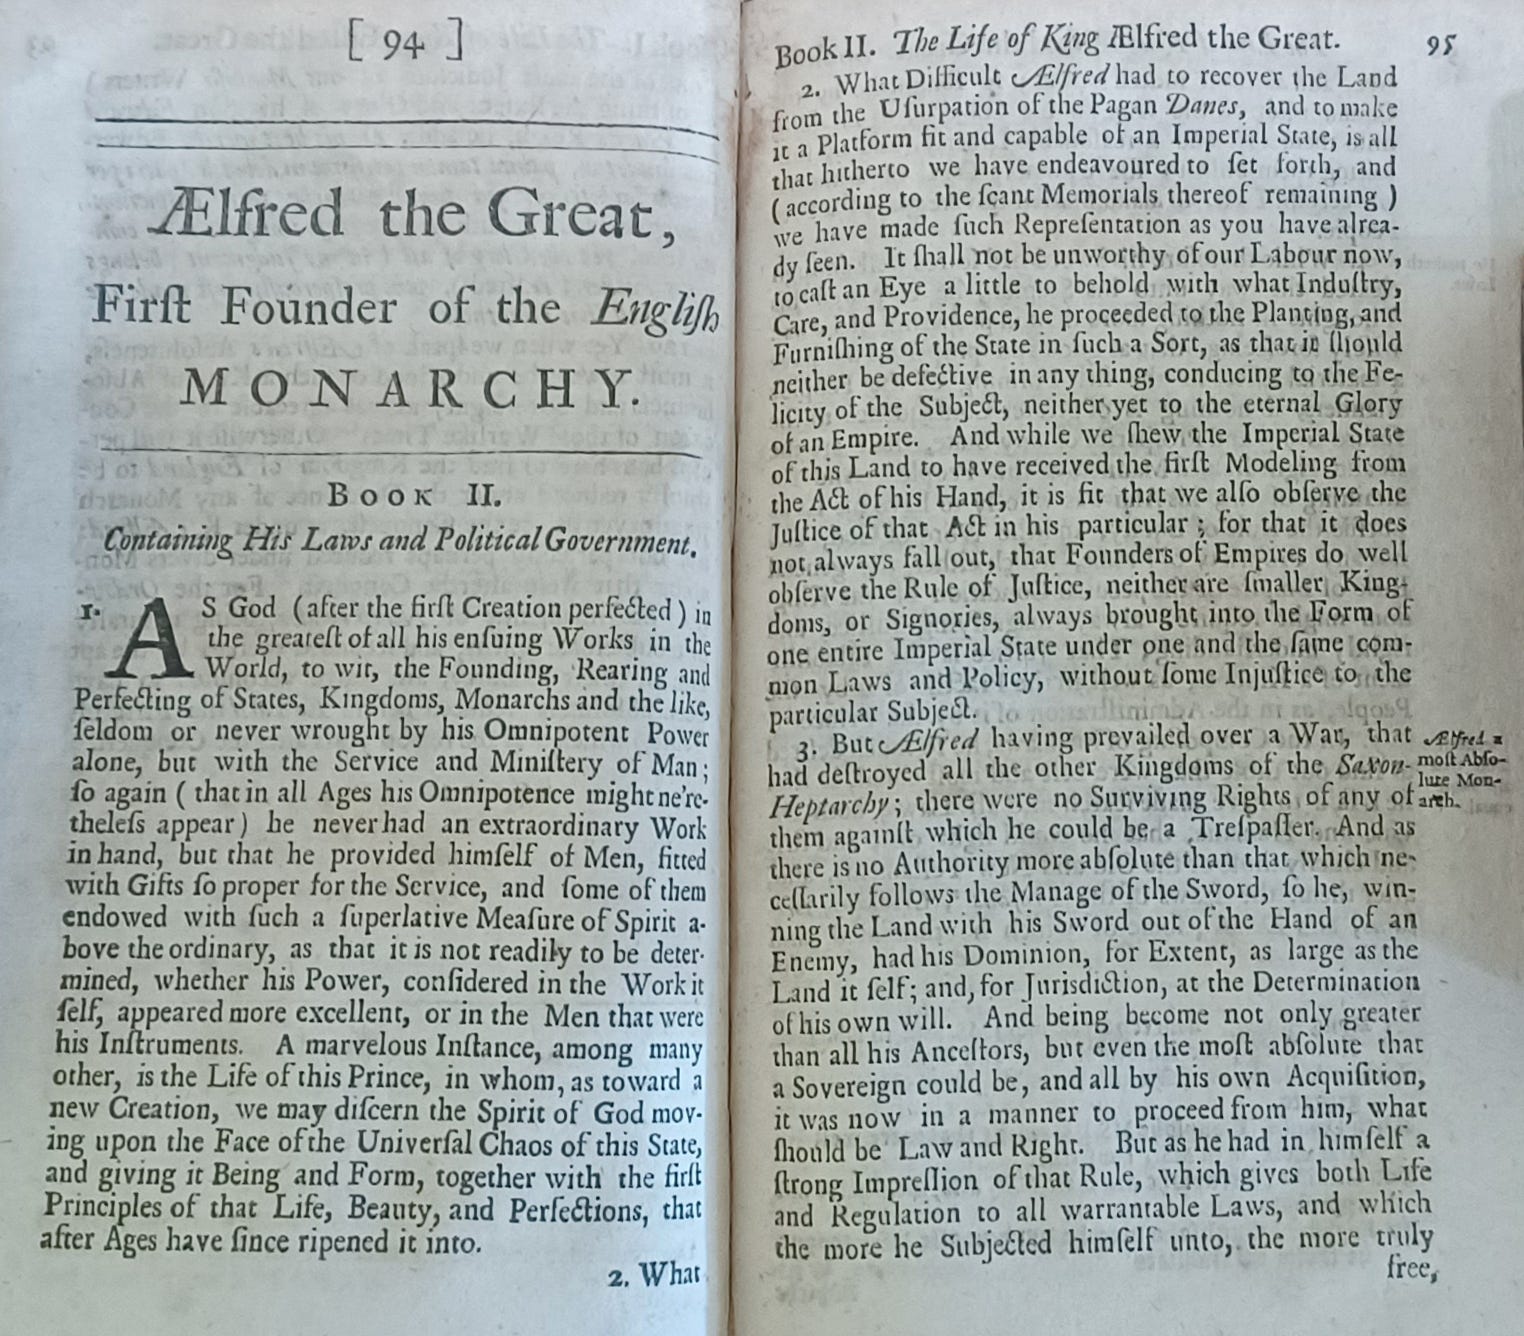 [ 94 ]
Ælfred the Great,
Firſt Founder of the Engliſh
MONARCHY.
BOOK II.
Containing His Laws and Political Government.
1. AS God (after the firſt Creation perfected) in
the greateſt of all his enſuing Works in the
World, to wit, the Founding, Rearing and
Perfecting of States, Kingdoms, Monarchs and the like,
ſeldom or never wrought by his Omnipotent Power
alone, but with the Service and Miniſtery of Man;
ſo again ( that in all Ages his Omnipotence might ne're-
theleſs appear) he never had an extraordinary Work
in hand, but that he provided himſelf of Men, fitted
with Gifts ſo proper for the Service, and ſome of them
endowed with ſuch a ſuperlative Meaſure of Spirit a-
bove the ordinary, as that it is not readily to be deter-
mined, whether his Power, conſidered in the Work it
ſelf, appeared more excellent, or in the Men that were
his Inſtruments. A marvelous Inſtance, among many
other, is the Life of this Prince, in whom, as toward a
new Creation, we may diſcern the Spirit of God mov-
ing upon the Face of the Univerſal Chaos of this State,
and giving it Being and Form, together with the firſt
Principles of that Life, Beauty, and Perfections, that
after Ages have ſince ripened it into.
2. What
Book II. The Life of King Ælfred the Great. 95
2. What Difficult Ælfred had to recover the Land
from the Uſurpation of the Pagan Danes, and to make
it a Platform fit and capable of an Imperial State, is all
that hitherto we have endeavoured to ſet forth, and
(according to the ſcant Memorials thereof remaining )
we have made ſuch Repreſentation as you have alrea-
dy ſeen. It ſhall not be unworthy of our Labour now,
to caſt an Eye a little to behold with what Induſtry,
Care, and Providence, he proceeded to the Planting, and
Furniſhing of the State in ſuch a Sort, as that it ſhould
neither be defective in any thing, conducing to the Fe-
licity of the Subject, neither yet to the eternal Glory
of an Empire. And while we ſhew the Imperial State
of this Land to have received the firſt Modeling from
the Act of his Hand, it is fit that we alſo obſerve the
Juſtice of that Act in his particular ; for that it does
not always fall out, that Founders of Empires do well
obſerve the Rule of Juſtice, neither are ſmaller King-
doms, or Signories, always brought into the Form of
one entire Imperial State under one and the ſame com-
mon Laws and Policy, without ſome Injuſtice to the
particular Subject.
3. But Ælfred having prevailed over a War, that
had deſtroyed all the other Kingdoms of the Saxon-
Heptarchy; there were no Surviving Rights of any of
them againſt which he could be a Treſpaſſer. And as
there is no Authority more abſolute than that which ne-
ceſſarily follows the Manage of the Sword, ſo he, win-
ning the Land with his Sword out of the Hand of an
Enemy, had his Dominion, for Extent, as large as the
Land it ſelf; and, for Jurisdiction, at the Determination
of his own will. And being become not only greater
than all his Anceſtors, but even the moſt abſolute that
a Sovereign could be, and all by his own Acquiſition,
it was now in a manner to proceed from him, what
ſhould be Law and Right. But as he had in himſelf a
ſtrong Impreſſion of that Rule, which gives both Life
and Regulation to all warrantable Laws, and which
the more he Subjected himſelf unto, the more truly
free,
Ælfred a
moſt Abſo-
lute Mon-
arch.